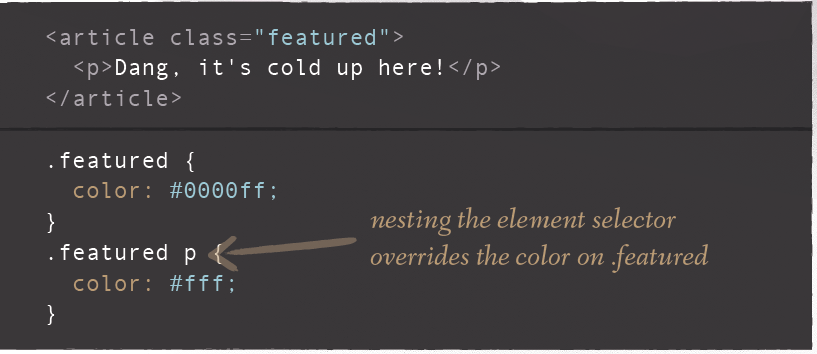 <article class="featured">
<p>Dang, it's cold up here!</p>
</article>
.featured {
color: #0000ff;
}
.featured p {
color: #fff;
}
nesting the element selector
overrides the color on .featured